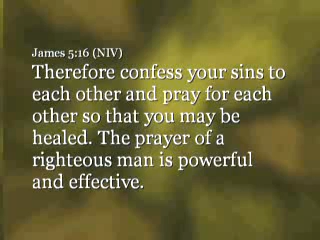 James 5:16 (NIV)
Therefore confess your sins to
each other and pray for each
other so that you may be
healed. The prayer of a
righteous man is powerful
and effective.